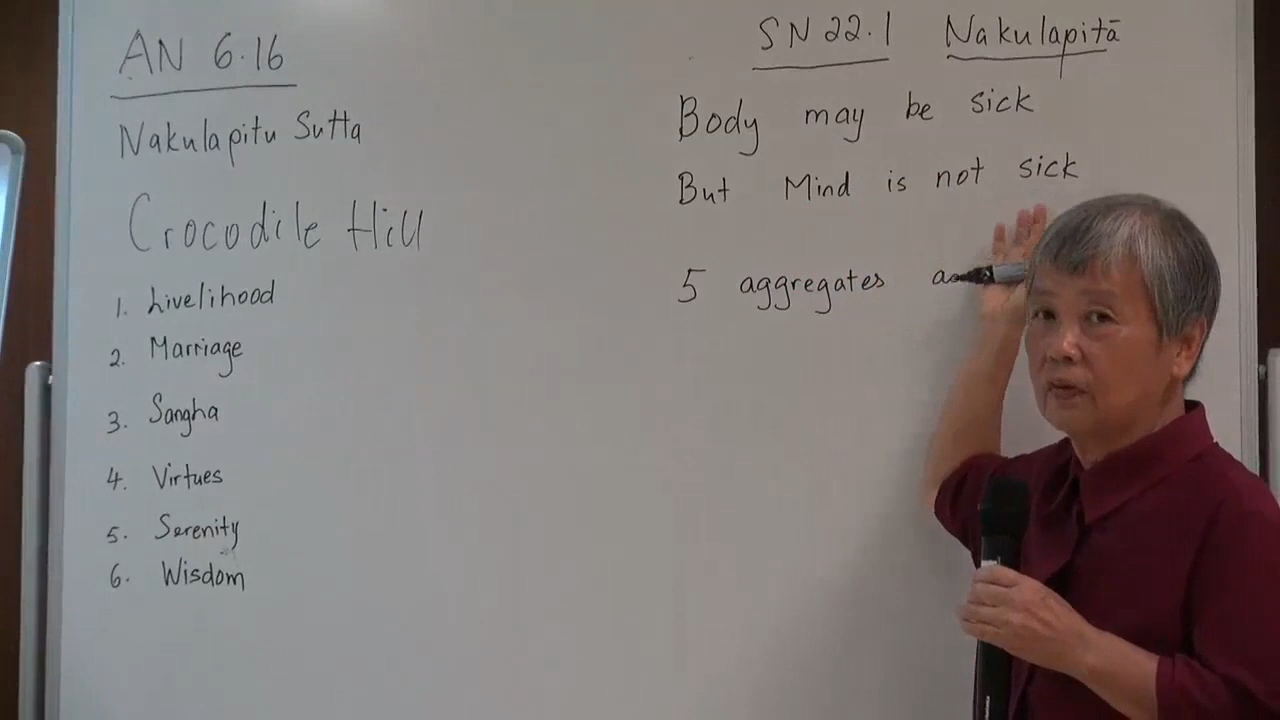 AN 6.16
Nakulapitu Sutta
Crocodile Hill
1. Livelihood
2. Marriage
3. Sangha
4. Virtues
5. Serenity
6. Wisdom
SN 22.1 Nakulapitā
Body may be sick
But Mind is not sick
5 aggregates